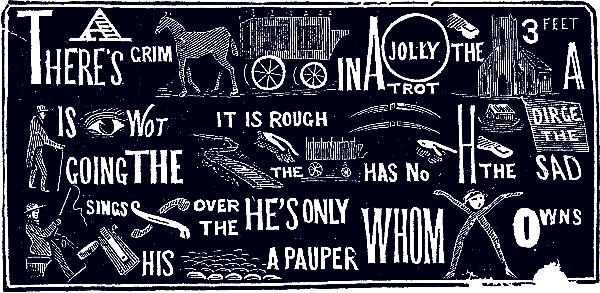 THERE'S A GRIM IN A JOLLY TROT THE 3 FEET A
IS WOT IT IS ROUGH H DIRGE THE
GOING THE THE HAS NO THE SAD
SINGS OVER THE HE'S ONLY WHOM OWNS
HIS A PAUPER